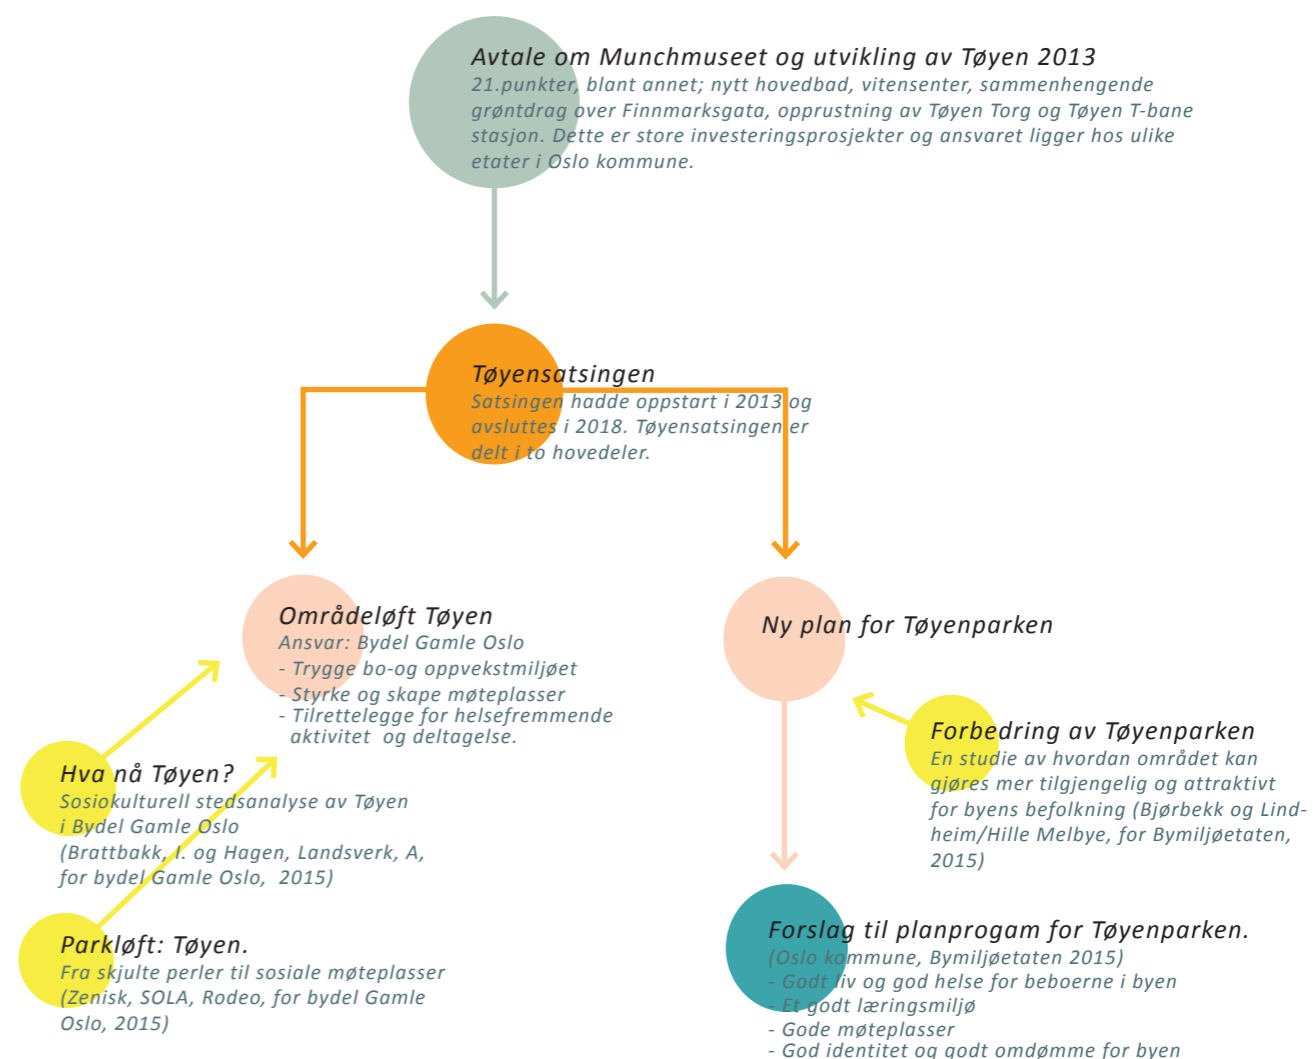 Avtale om Munchmuseet og utvikling av Tøyen 2013
21.punkter, blant annet; nytt hovedbad, vitensenter, sammenhengende
grøntdrag over Finnmarksgata, opprustning av Tøyen Torg og Tøyen T-bane
stasjon. Dette er store investeringsprosjekter og ansvaret ligger hos ulike
etater i Oslo kommune.
Tøyensatsingen
Satsingen hadde oppstart i 2013 og
avsluttes i 2018. Tøyensatsingen er
delt i to hovedeler.
Områdeløft Tøyen
Ansvar: Bydel Gamle Oslo
- Trygge bo-og oppvekstmiljøet
- Styrke og skape møteplasser
- Tilrettelegge for helsefremmende
aktivitet og deltagelse.
Ny plan for Tøyenparken
Hva nå Tøyen?
Sosiokulturell stedsanalyse av Tøyen
i Bydel Gamle Oslo
(Brattbakk, I. og Hagen, Landsverk, A,
for bydel Gamle Oslo, 2015)
Forbedring av Tøyenparken
En studie av hvordan området kan
gjøres mer tilgjengelig og attraktivt
for byens befolkning (Bjørbekk og Lind-
heim/Hille Melbye, for Bymiljøetaten,
2015)
Parkløft: Tøyen.
Fra skjulte perler til sosiale møteplasser
(Zenisk, SOLA, Rodeo, for bydel Gamle
Oslo, 2015)
Forslag til planprogam for Tøyenparken.
(Oslo kommune, Bymiljøetaten 2015)
- Godt liv og god helse for beboerne i byen
- Et godt læringsmiljø
- Gode møteplasser
- God identitet og godt omdømme for byen